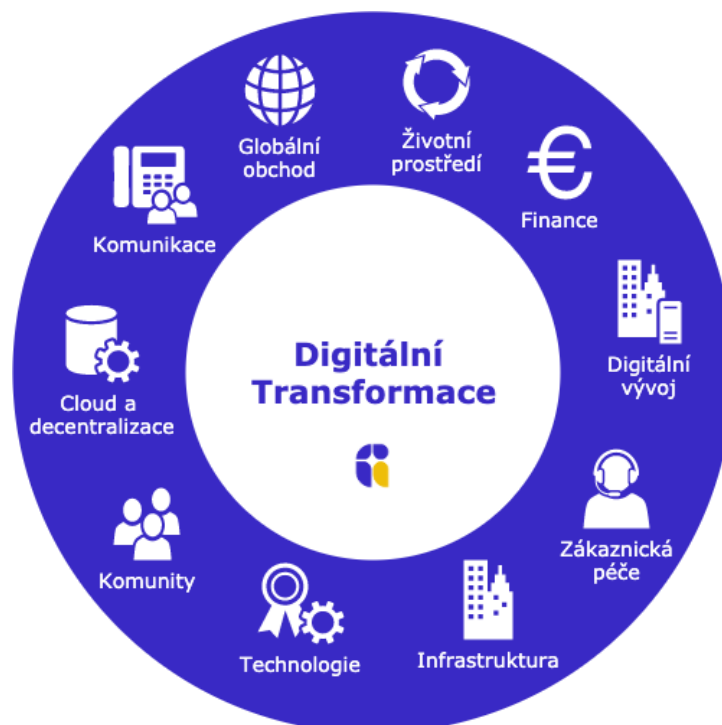 Globální
obchod
Životní
prostředí
€
Finance
Digitální
vývoj
Zákaznická
péče
Infrastruktura
Technologie
Komunity
Cloud a
decentralizace
Komunikace
Digitální
Transformace